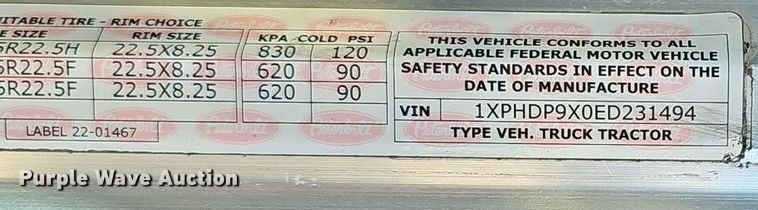 ITABLE TIRE - RIM CHOICE
E SIZE RIM SIZE KPA COLD PSI
5R22.5H 22.5X8.25 830 120
5R22.5F 22.5X8.25 620 90
5R22.5F 22.5X8.25 620 90
LABEL 22-01467
THIS VEHICLE CONFORMS TO ALL
APPLICABLE FEDERAL MOTOR VEHICLE
SAFETY STANDARDS IN EFFECT ON THE
DATE OF MANUFACTURE
VIN 1XPHDP9X0ED231494
TYPE VEH. TRUCK TRACTOR
Peterbilt
Purple Wave Auction